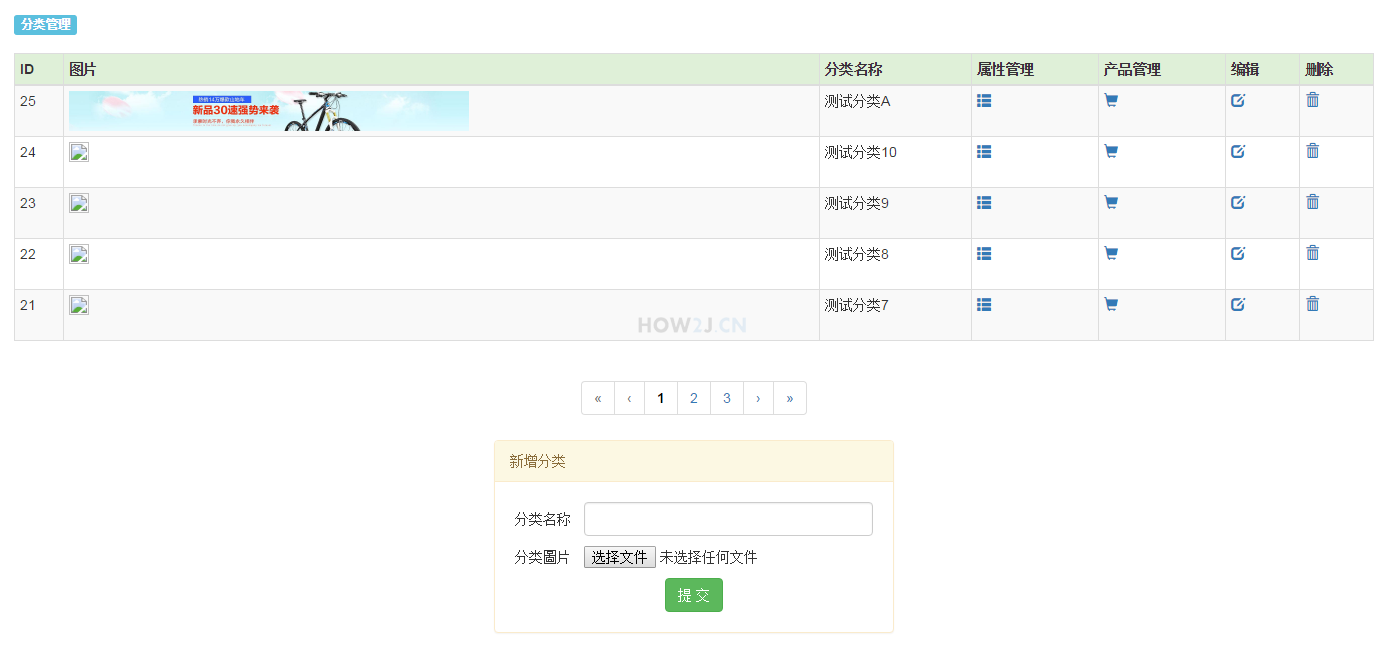 分类管理
ID 图片 分类名称 属性管理 产品管理 编辑 删除
25 新品30速强势来袭 测试分类A
24 测试分类10
23 测试分类9
22 测试分类8
21 测试分类7
HOW2J.CN
« ‹ 1 2 3 › »
新增分类
分类名称
分类圖片 选择文件 未选择任何文件
提 交